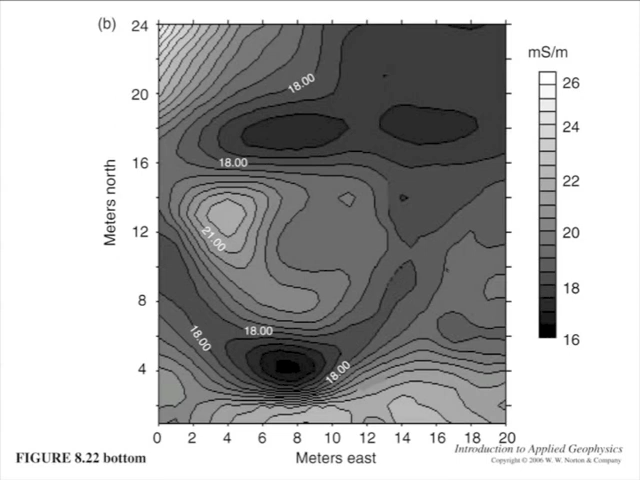 (b)
mS/m
24
20
16
12
8
4
Meters north
18.00
18.00
21.00
18.00
18.00
18.00
26
24
22
20
18
16
0 2 4 6 8 10 12 14 16 18 20
Meters east
FIGURE 8.22 bottom
Introduction to Applied Geophysics
Copyright © 2006 W. W. Norton & Company